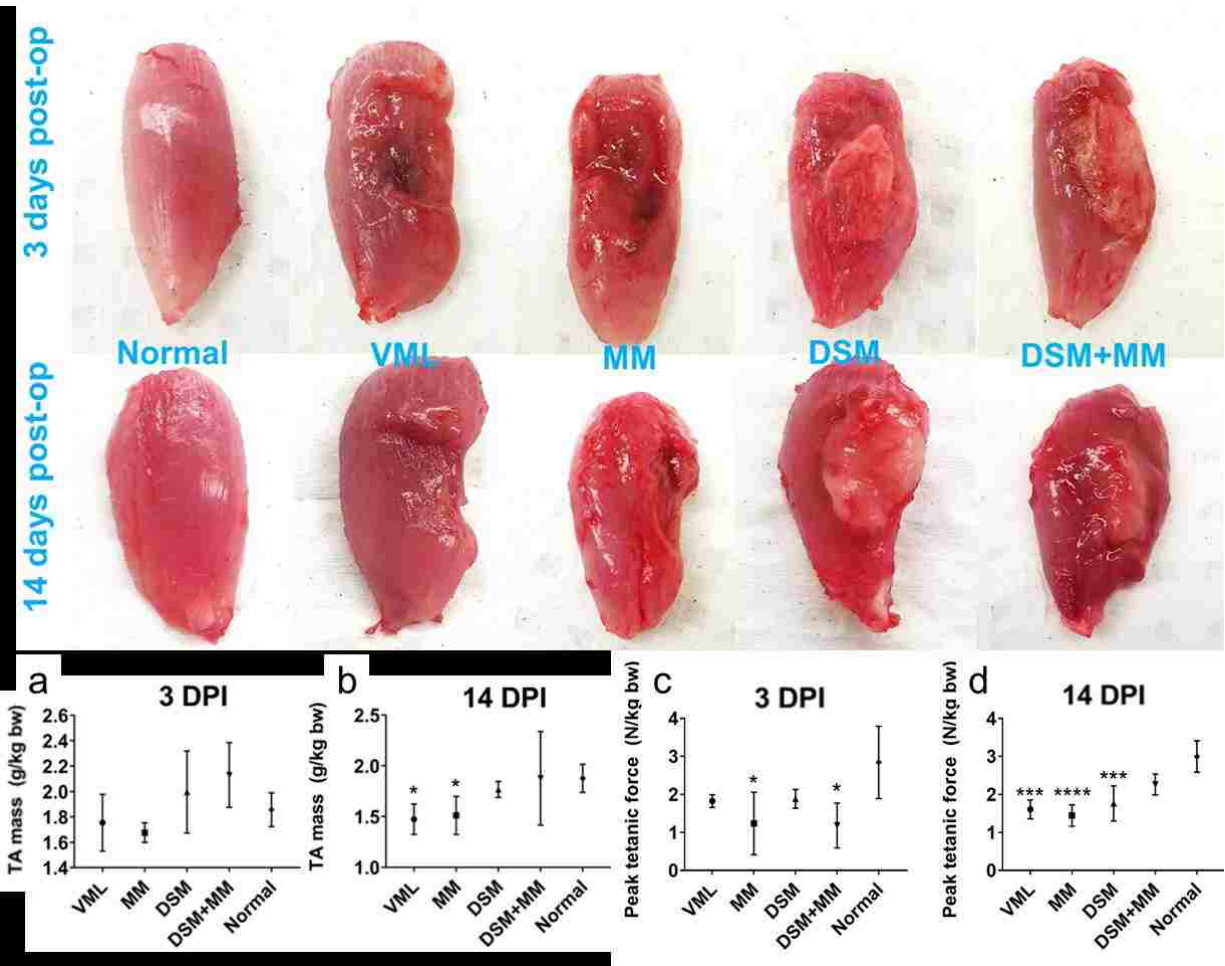 3 days post-op
Normal
VML
MM
DSM
DSM+MM
14 days post-op
a
3 DPI
TA mass (g/kg bw)
2.6
2.4
2.2
2.0
1.8
1.6
1.4
VML
MM
DSM
DSM+MM
Normal
b
14 DPI
TA mass (g/kg bw)
2.5
2.0
1.5
1.0
*
*
VML
MM
DSM
DSM+MM
Normal
c
3 DPI
Peak tetanic force (N/kg bw)
4
3
2
1
0
*
*
VML
MM
DSM
DSM+MM
Normal
d
14 DPI
Peak tetanic force (N/kg bw)
4
3
2
1
0
***
****
***
VML
MM
DSM
DSM+MM
Normal